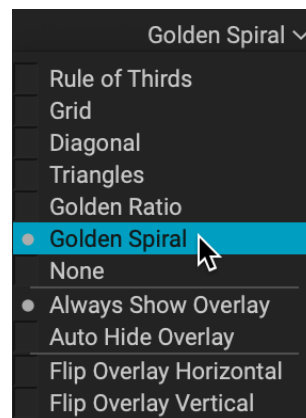 Golden Spiral
Rule of Thirds
Grid
Diagonal
Triangles
Golden Ratio
Golden Spiral
None
Always Show Overlay
Auto Hide Overlay
Flip Overlay Horizontal
Flip Overlay Vertical